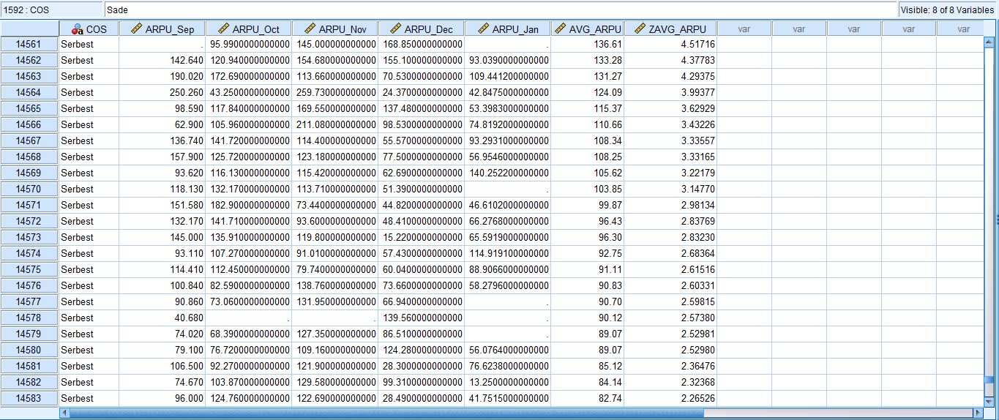 1592 : COS Sade Visible: 8 of 8 Variables
COS ARPU_Sep ARPU_Oct ARPU_Nov ARPU_Dec ARPU_Jan AVG_ARPU ZAVG_ARPU var var var var var
14561 Serbest . 95.9900000000000 145.000000000000 168.850000000000 . 136.61 4.51716
14562 Serbest 142.640 120.940000000000 154.680000000000 155.100000000000 93.0390000000000 133.28 4.37783
14563 Serbest 190.020 172.690000000000 113.660000000000 70.5300000000000 109.441200000000 131.27 4.29375
14564 Serbest 250.260 43.2500000000000 259.730000000000 24.3700000000000 42.8475000000000 124.09 3.99377
14565 Serbest 98.590 117.840000000000 169.550000000000 137.480000000000 53.3983000000000 115.37 3.62929
14566 Serbest 62.900 105.960000000000 211.080000000000 98.5300000000000 74.8192000000000 110.66 3.43226
14567 Serbest 136.740 141.720000000000 114.400000000000 55.5700000000000 93.2931000000000 108.34 3.33557
14568 Serbest 157.900 125.720000000000 123.180000000000 77.5000000000000 56.9546000000000 108.25 3.33165
14569 Serbest 93.620 116.130000000000 115.420000000000 62.6900000000000 140.252200000000 105.62 3.22179
14570 Serbest 118.130 132.170000000000 113.710000000000 51.3900000000000 . 103.85 3.14770
14571 Serbest 151.580 182.900000000000 73.4400000000000 44.8200000000000 46.6102000000000 99.87 2.98134
14572 Serbest 132.170 141.710000000000 93.6000000000000 48.4100000000000 66.2768000000000 96.43 2.83769
14573 Serbest 145.000 135.910000000000 119.800000000000 15.2200000000000 65.5919000000000 96.30 2.83230
14574 Serbest 93.110 107.270000000000 91.0100000000000 57.4300000000000 114.919100000000 92.75 2.68364
14575 Serbest 114.410 112.450000000000 79.7400000000000 60.0400000000000 88.9066000000000 91.11 2.61516
14576 Serbest 100.840 82.5900000000000 138.760000000000 73.6600000000000 58.2796000000000 90.83 2.60331
14577 Serbest 90.860 73.0600000000000 131.950000000000 66.9400000000000 . 90.70 2.59815
14578 Serbest 40.680 . . 139.560000000000 . 90.12 2.57380
14579 Serbest 74.020 68.3900000000000 127.350000000000 86.5100000000000 . 89.07 2.52981
14580 Serbest 79.100 76.7200000000000 109.160000000000 124.280000000000 56.0764000000000 89.07 2.52980
14581 Serbest 106.500 92.2700000000000 121.900000000000 28.3000000000000 76.6238000000000 85.12 2.36476
14582 Serbest 74.670 103.870000000000 129.580000000000 99.3100000000000 13.2500000000000 84.14 2.32368
14583 Serbest 96.000 124.760000000000 122.690000000000 28.4900000000000 41.7515000000000 82.74 2.26526